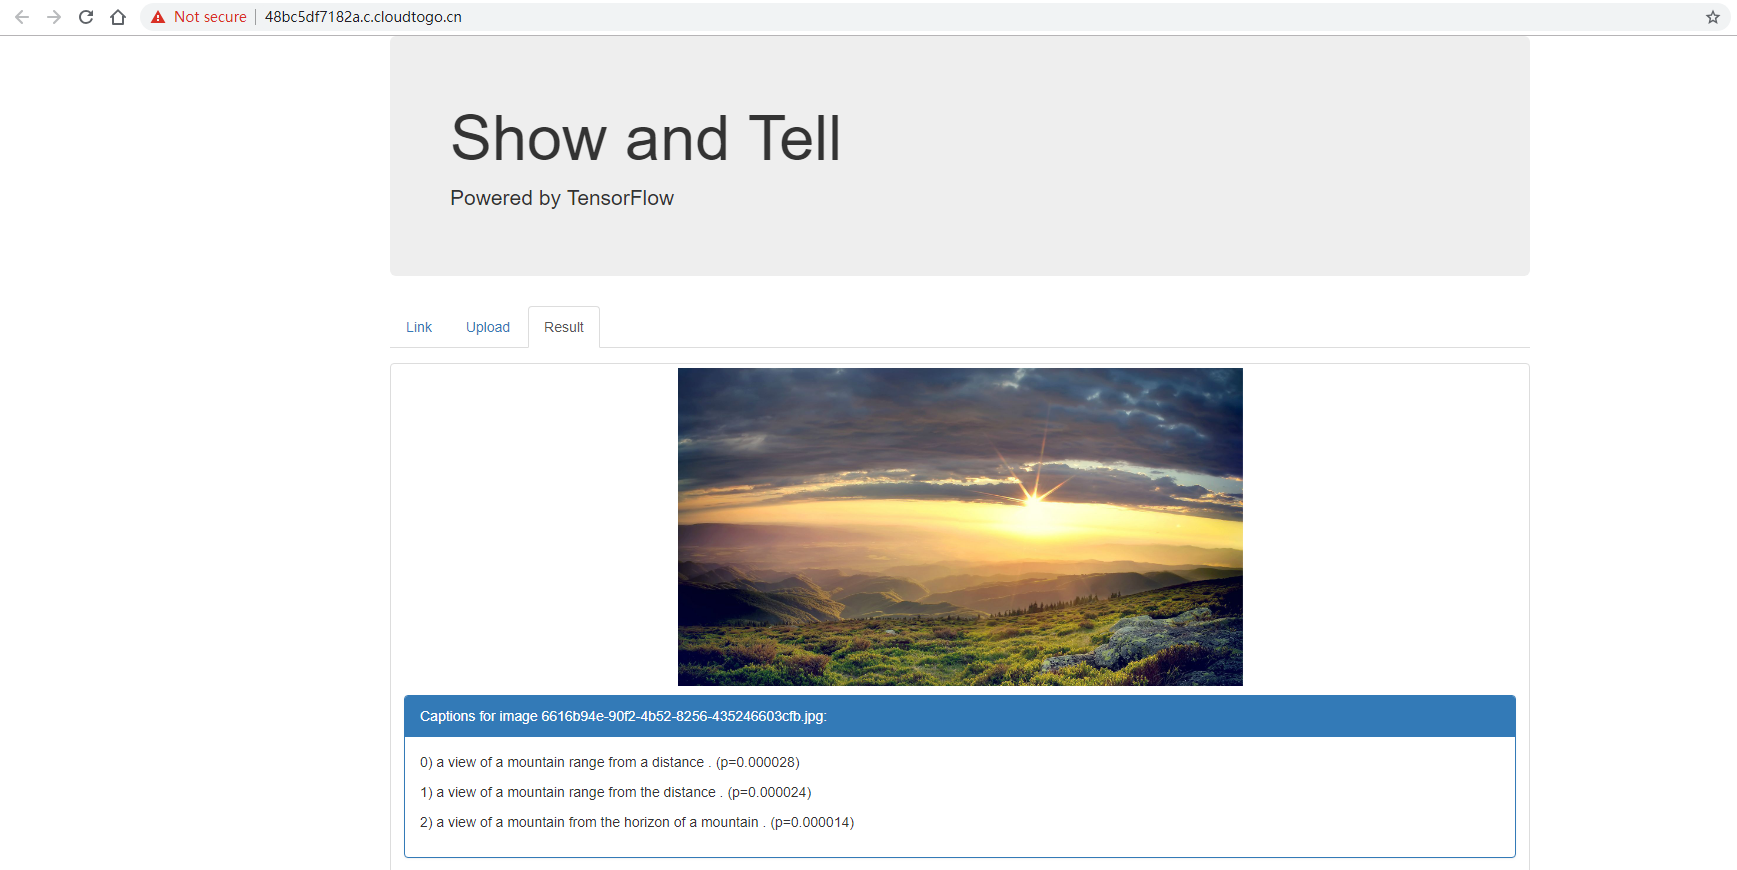 Not secure | 48bc5df7182a.c.cloudtogo.cn
Show and Tell
Powered by TensorFlow
Link Upload Result
Captions for image 6616b94e-90f2-4b52-8256-435246603cfb.jpg:
0) a view of a mountain range from a distance . (p=0.000028)
1) a view of a mountain range from the distance . (p=0.000024)
2) a view of a mountain from the horizon of a mountain . (p=0.000014)